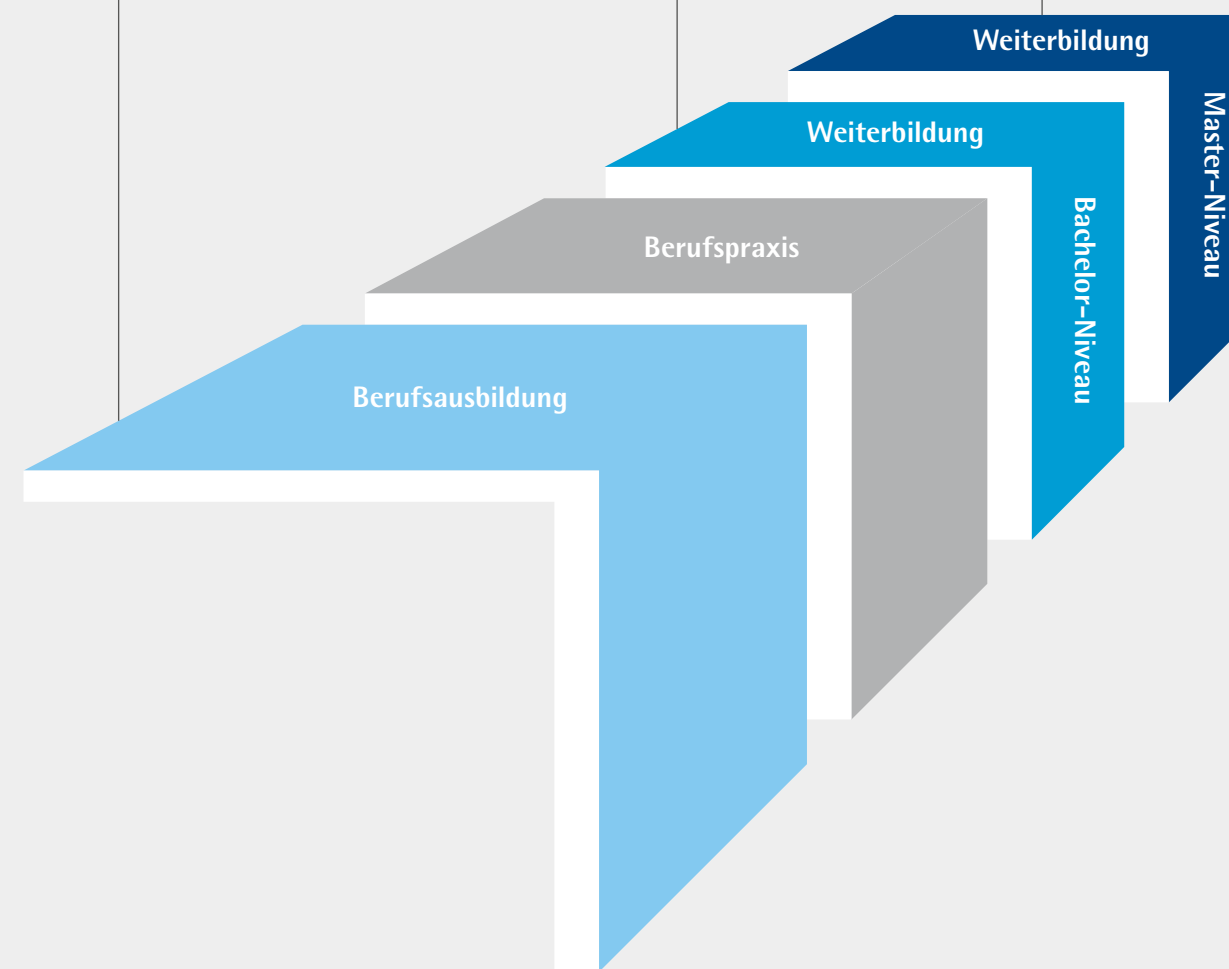 Weiterbildung
Master-Niveau
Weiterbildung
Bachelor-Niveau
Berufspraxis
Berufsausbildung